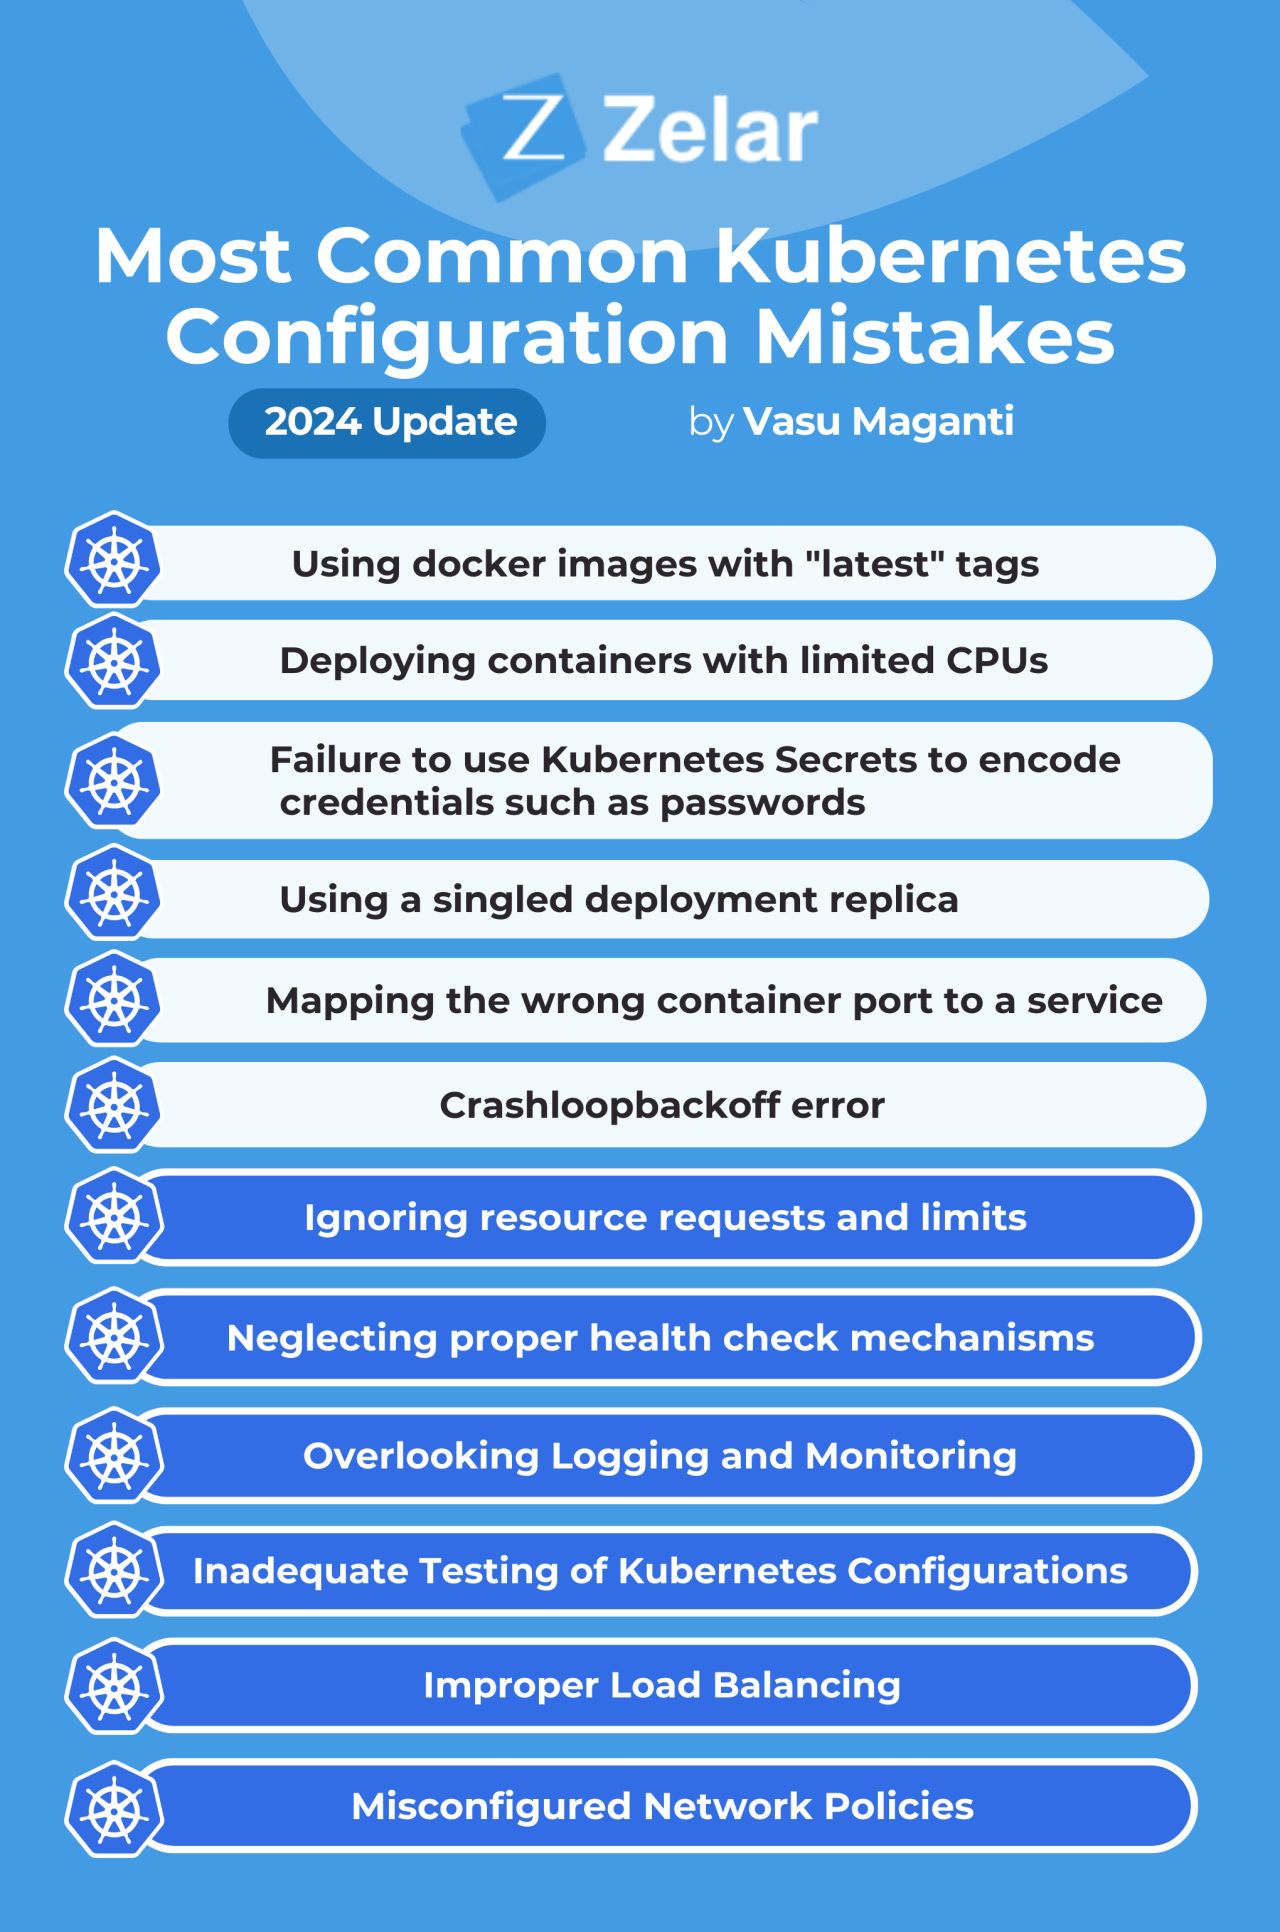 Z Zelar
Most Common Kubernetes
Configuration Mistakes
2024 Update
by Vasu Maganti
Using docker images with "latest" tags
Deploying containers with limited CPUs
Failure to use Kubernetes Secrets to encode
credentials such as passwords
Using a singled deployment replica
Mapping the wrong container port to a service
Crashloopbackoff error
Ignoring resource requests and limits
Neglecting proper health check mechanisms
Overlooking Logging and Monitoring
Inadequate Testing of Kubernetes Configurations
Improper Load Balancing
Misconfigured Network Policies